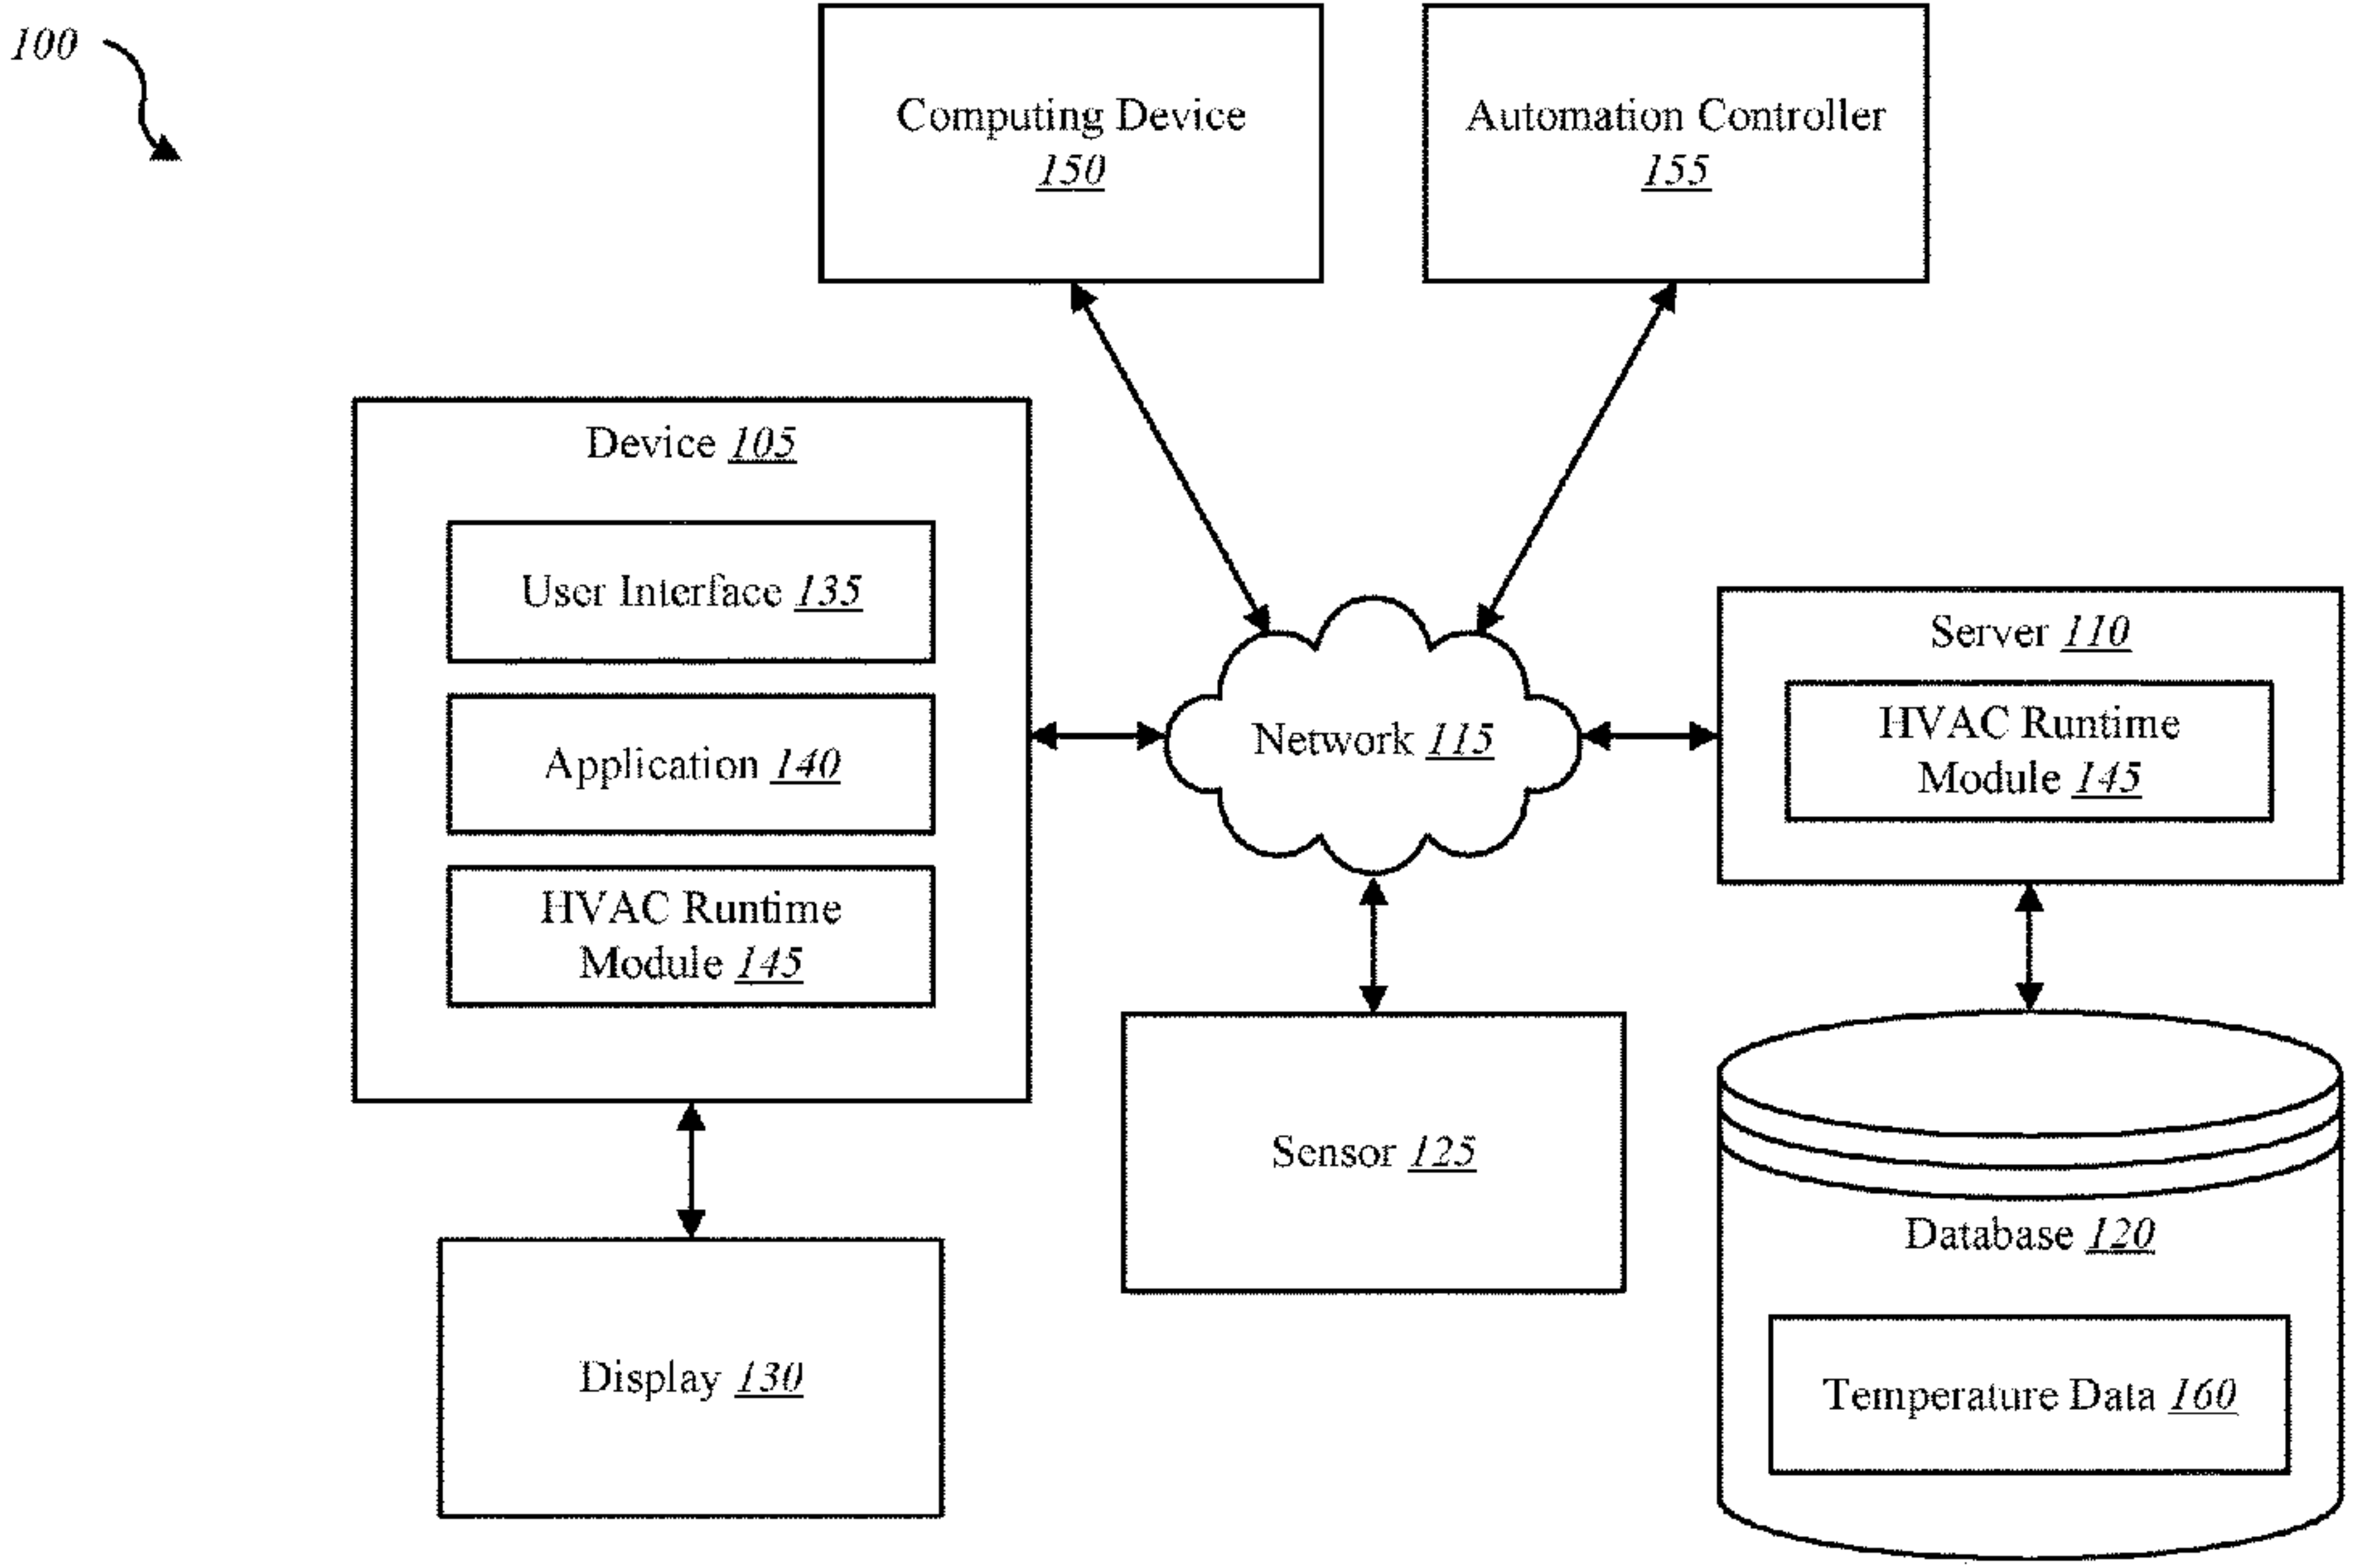 100
Computing Device
150
Automation Controller
155
Device 105
User Interface 135
Application 140
HVAC Runtime
Module 145
Network 115
Server 110
HVAC Runtime
Module 145
Sensor 125
Display 130
Database 120
Temperature Data 160